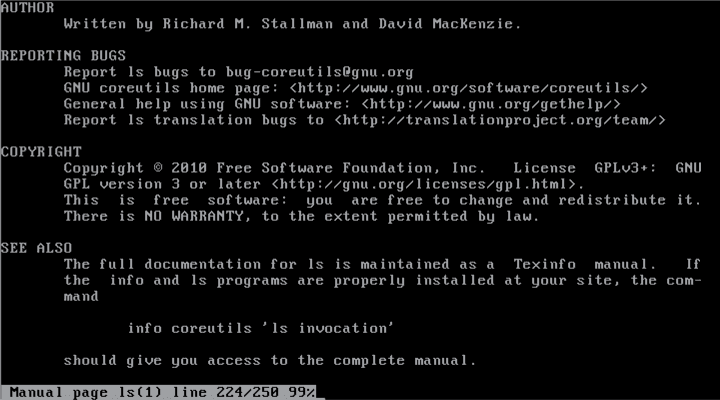 AUTHOR
Written by Richard M. Stallman and David MacKenzie.
REPORTING BUGS
Report ls bugs to bug-coreutils@gnu.org
GNU coreutils home page: <http://www.gnu.org/software/coreutils/>
General help using GNU software: <http://www.gnu.org/gethelp/>
Report ls translation bugs to <http://translationproject.org/team/>
COPYRIGHT
Copyright © 2010 Free Software Foundation, Inc.  License  GPLv3+:  GNU
GPL version 3 or later <http://gnu.org/licenses/gpl.html>.
This  is  free  software:  you  are free to change and redistribute it.
There is NO WARRANTY, to the extent permitted by law.
SEE ALSO
The full documentation for ls is maintained as a  Texinfo  manual.  If
the  info and ls programs are properly installed at your site, the com-
mand
info coreutils 'ls invocation'
should give you access to the complete manual.
Manual page ls(1) line 224/250 99%